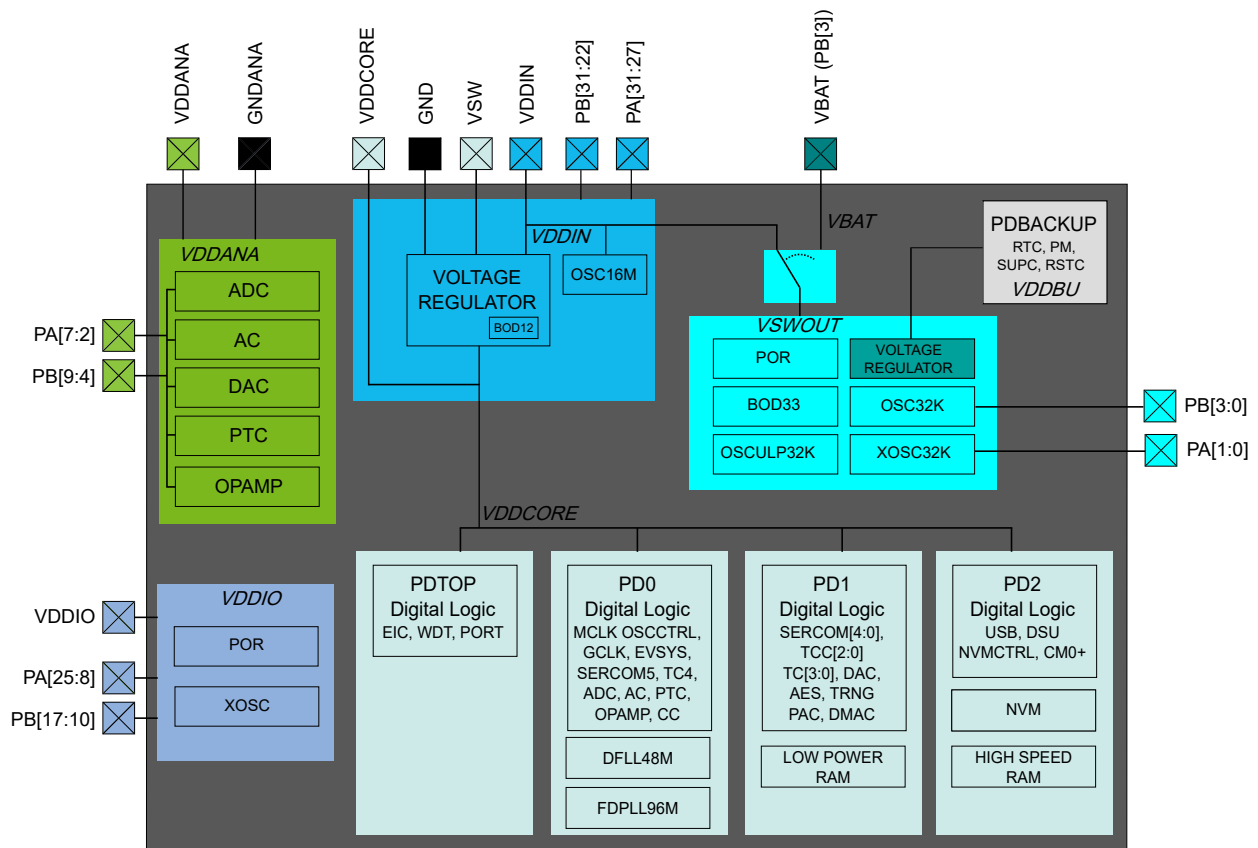 VDDANA
GNDANA
VDDCORE
GND
VSW
VDDIN
PB[31:22]
PA[31:27]
VBAT (PB[3])
VDDANA
ADC
AC
DAC
PTC
OPAMP
PA[7:2]
PB[9:4]
VDDIN
VOLTAGE
REGULATOR
BOD12
OSC16M
VBAT
PDBACKUP
RTC, PM,
SUPC, RSTC
VDDBU
VSWOUT
POR
VOLTAGE
REGULATOR
BOD33
OSC32K
OSCULP32K
XOSC32K
PB[3:0]
PA[1:0]
VDDCORE
VDDIO
POR
XOSC
VDDIO
PA[25:8]
PB[17:10]
PDTOP
Digital Logic
EIC, WDT, PORT
PD0
Digital Logic
MCLK OSCCTRL,
GCLK, EVSYS,
SERCOM5, TC4,
ADC, AC, PTC,
OPAMP, CC
DFLL48M
FDPLL96M
PD1
Digital Logic
SERCOM[4:0],
TCC[2:0]
TC[3:0], DAC,
AES, TRNG
PAC, DMAC
LOW POWER
RAM
PD2
Digital Logic
USB, DSU
NVMCTRL, CM0+
NVM
HIGH SPEED
RAM